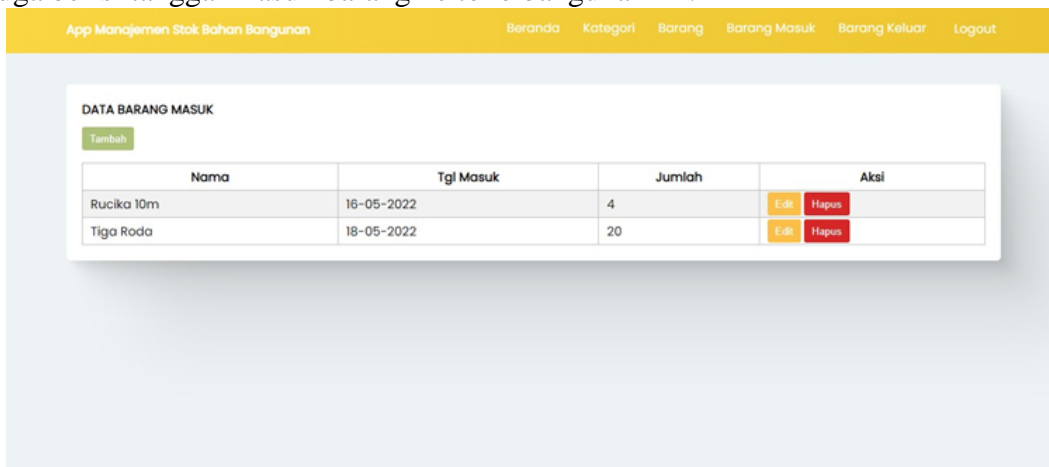 App Manajemen Stok Bahan Bangunan Beranda Kategori Barang Barang Masuk Barang Keluar Logout
DATA BARANG MASUK
Tambah
Nama Tgl Masuk Jumlah Aksi
Rucika 10m 16-05-2022 4 Edit Hapus
Tiga Roda 18-05-2022 20 Edit Hapus